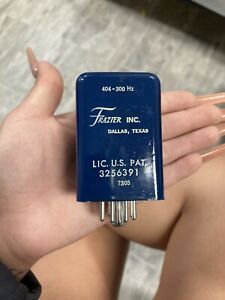 404-300 Hz
FRAZIER INC.
DALLAS, TEXAS
LIC. U.S. PAT.
3256391
7305